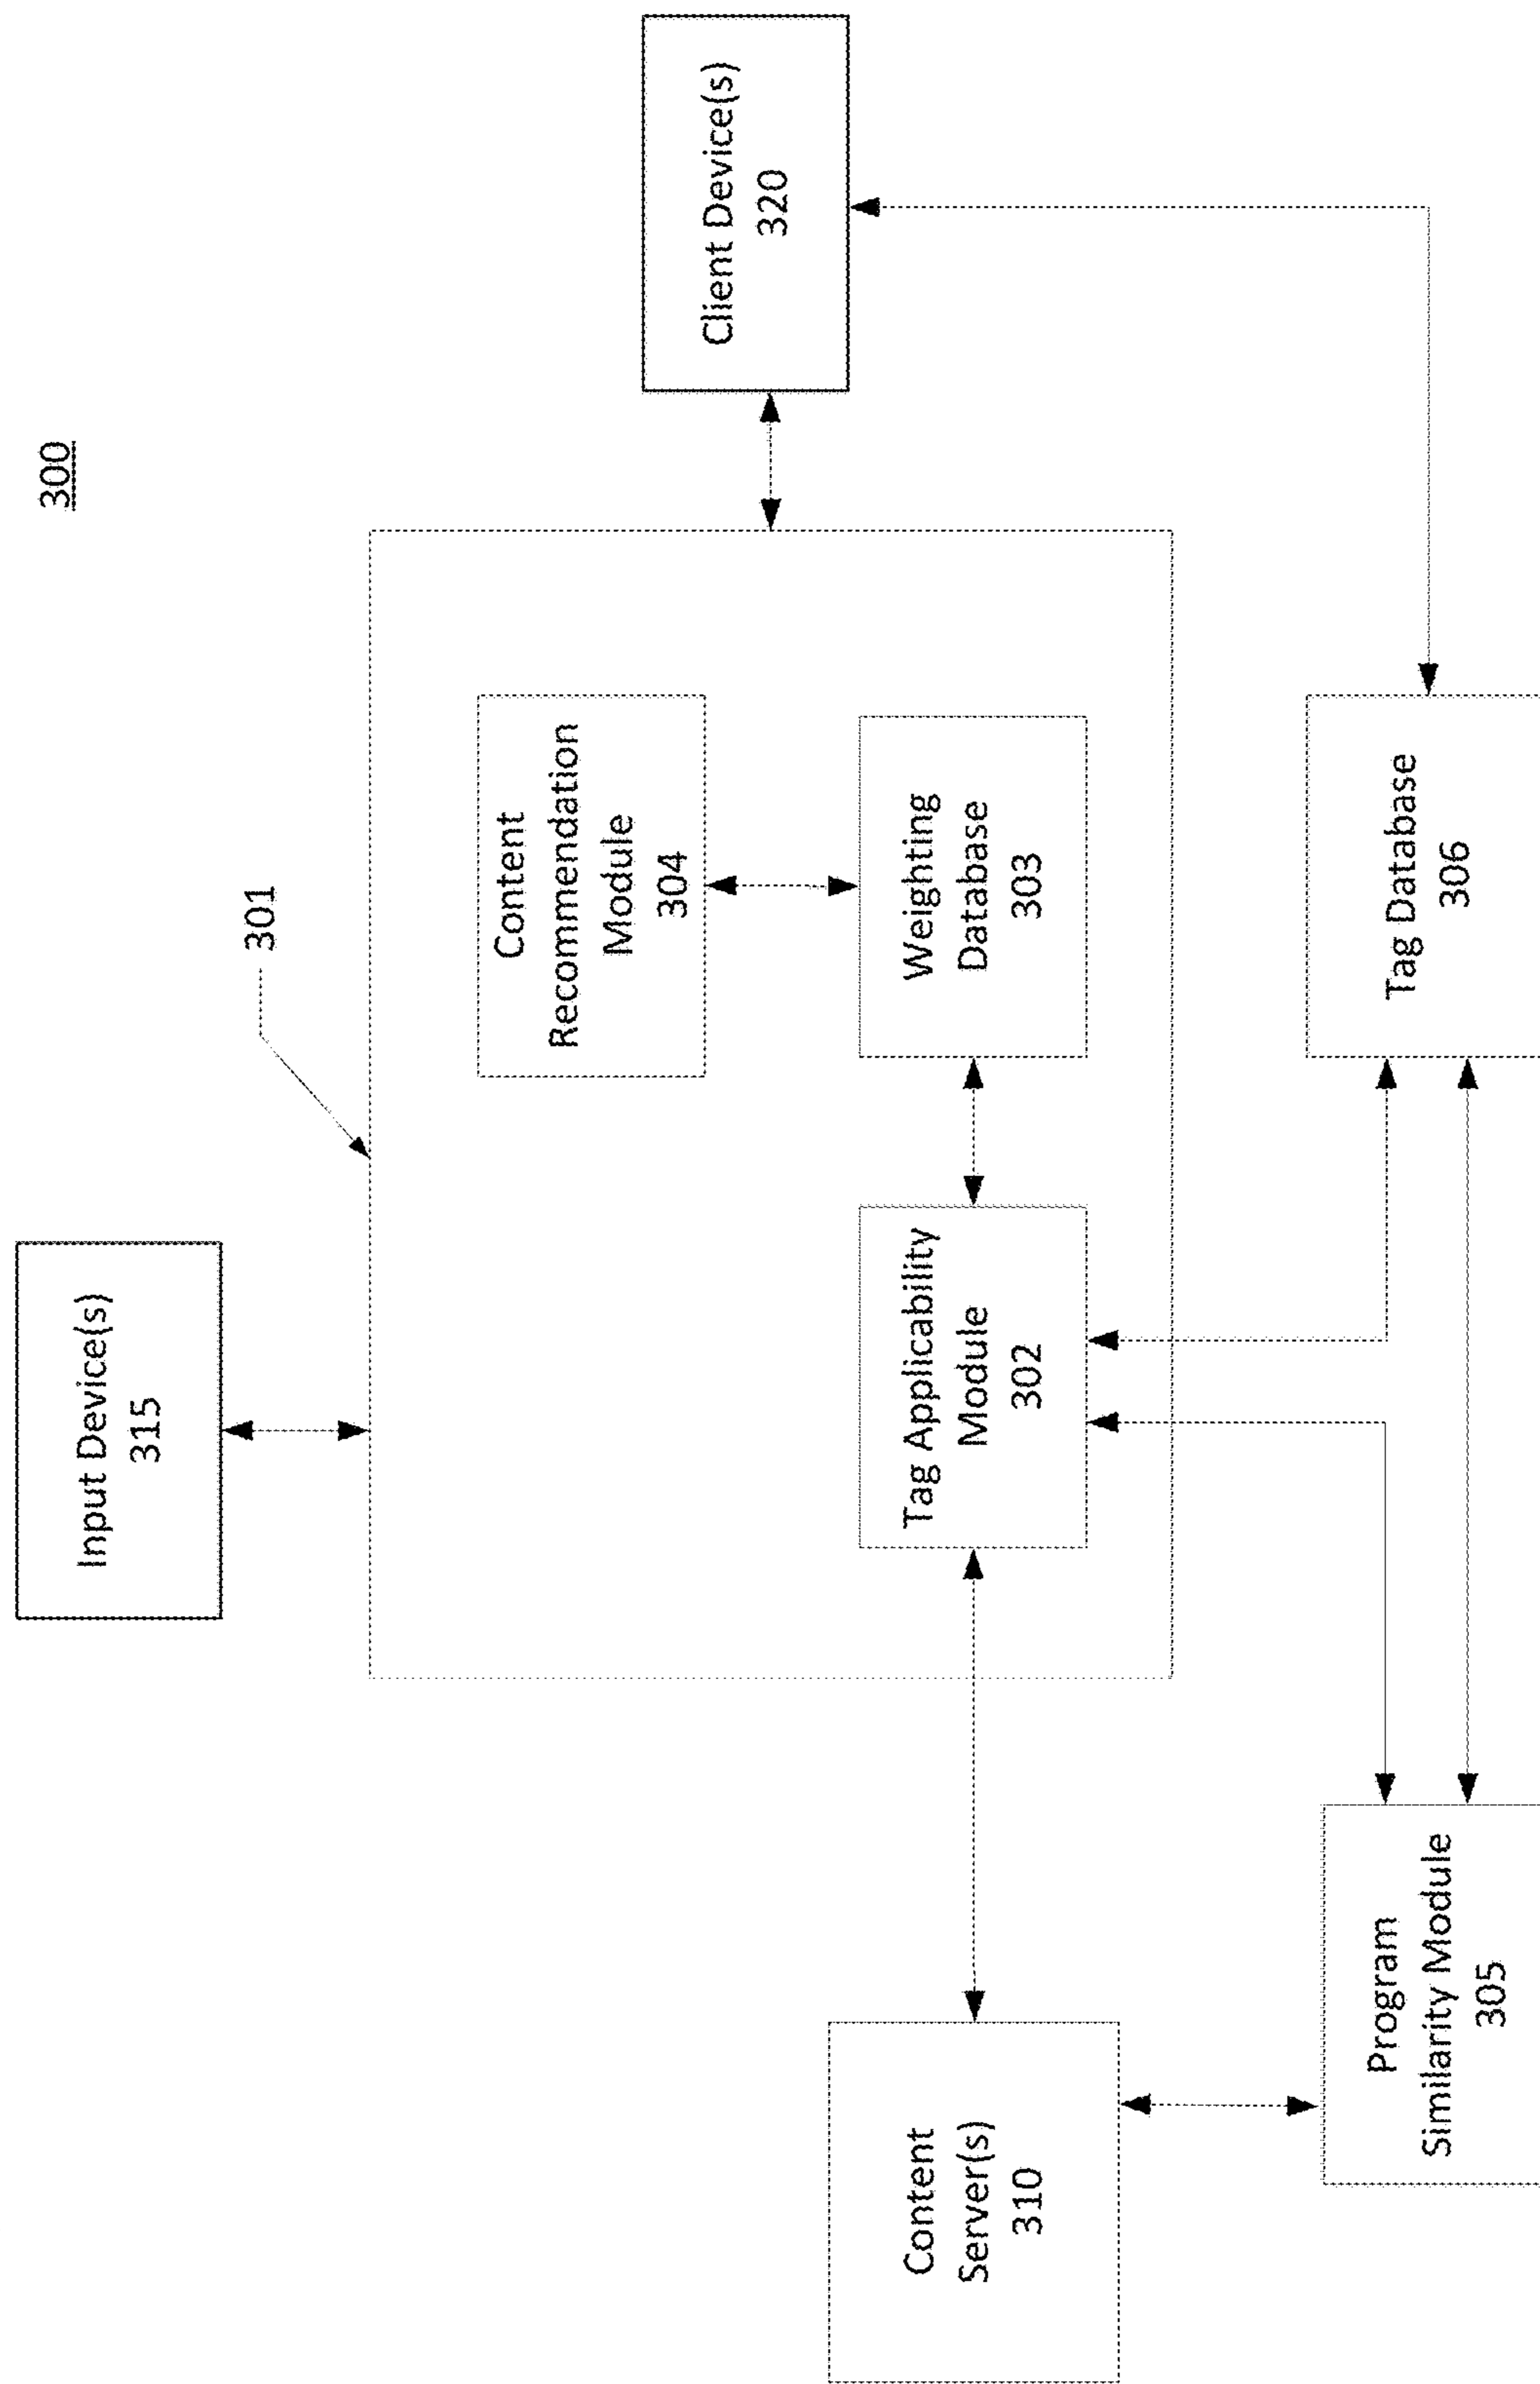 300
Input Device(s)
315
301
Client Device(s)
320
Content
Recommendation
Module
304
Tag Applicability
Module
302
Weighting
Database
303
Content
Server(s)
310
Program
Similarity Module
305
Tag Database
306